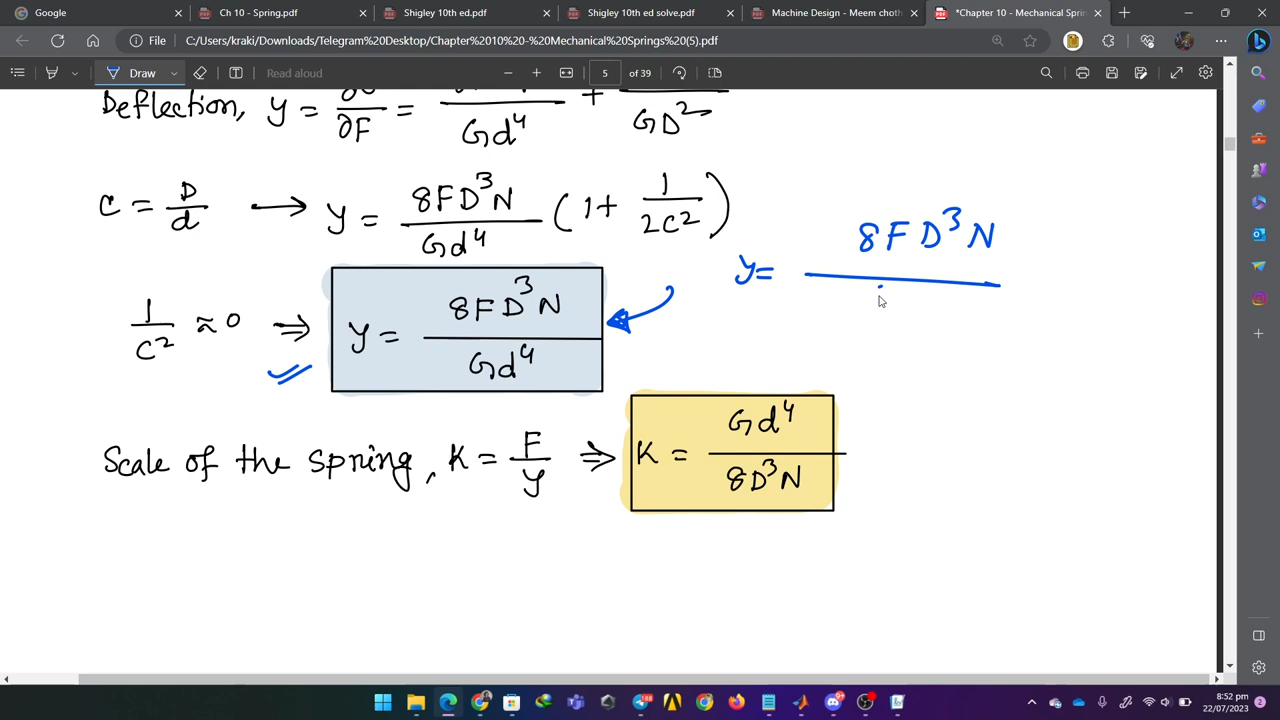 Google
Ch 10 - Spring.pdf
Shigley 10th ed.pdf
Shigley 10th ed solve.pdf
Machine Design - Meem choth
*Chapter 10 - Mechanical Sprin
File C:/Users/kraki/Downloads/Telegram%20Desktop/Chapter%2010%20-%20Mechanical%20Springs%20(5).pdf
Draw Read aloud 5 of 39
Deflection, y = ∂U/∂F = /Gd⁴ + /GD²
C = D/d → y = 8FD³N/Gd⁴ (1 + 1/2C²)
y = 8FD³N
1/C² ≈ 0 ⇒ y = 8FD³N/Gd⁴
Scale of the spring, K = F/y ⇒ K = Gd⁴/8D³N
8:52 pm
22/07/2023